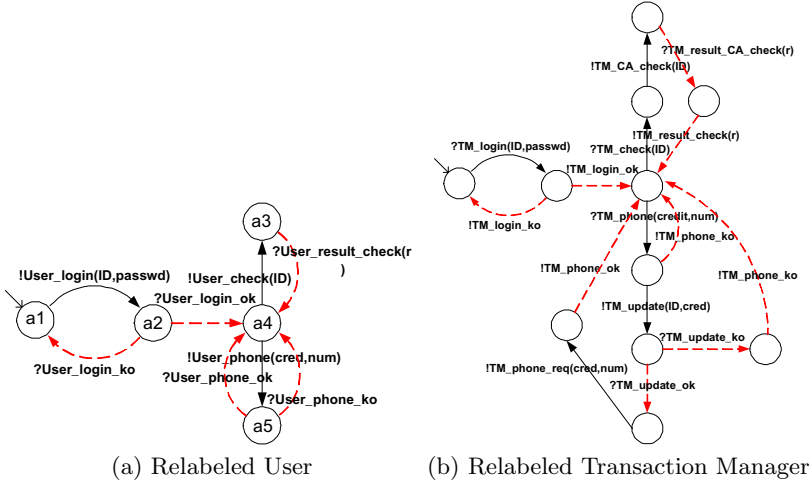 a3
?User_result_check(r
)
!User_login(ID,passwd)
!User_check(ID)
?User_login_ok
a1
a2
a4
?User_login_ko
!User_phone(cred,num)
?User_phone_ok
?User_phone_ko
a5
(a) Relabeled User
?TM_result_CA_check(r)
!TM_CA_check(ID)
!TM_result_check(r)
?TM_login(ID,passwd)
?TM_check(ID)
!TM_login_ok
!TM_login_ko
?TM_phone(credit,num)
!TM_phone_ko
!TM_phone_ok
!TM_phone_ko
!TM_update(ID,cred)
?TM_update_ko
!TM_phone_req(cred,num)
?TM_update_ok
(b) Relabeled Transaction Manager